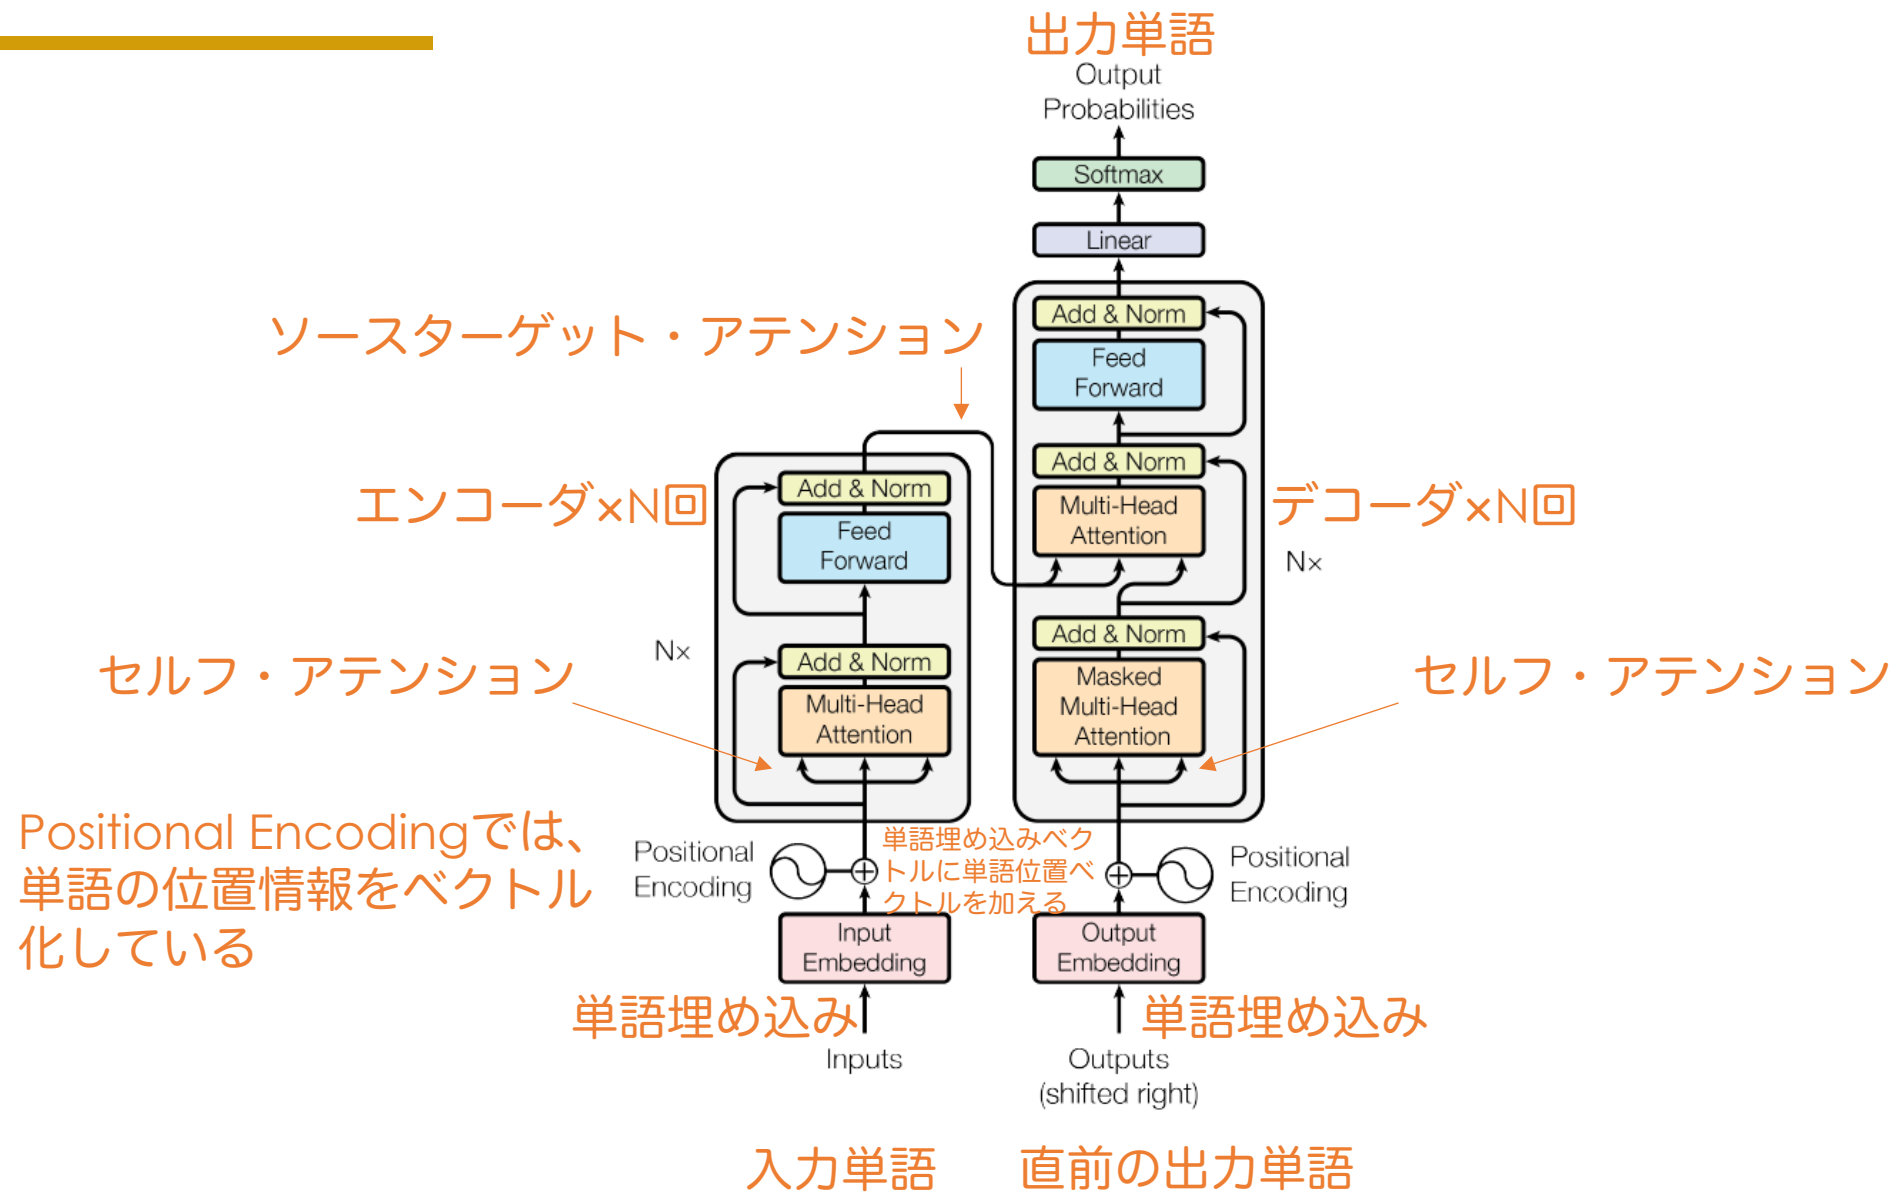 出力単語
Output
Probabilities
Softmax
Linear
Add & Norm
Feed
Forward
ソースターゲット・アテンション
Add & Norm
Multi-Head
Attention
デコーダ×N回
N×
エンコーダ×N回
Add & Norm
Feed
Forward
N×
Add & Norm
Multi-Head
Attention
セルフ・アテンション
Add & Norm
Masked
Multi-Head
Attention
セルフ・アテンション
Positional Encodingでは、
単語の位置情報をベクトル
化している
Positional
Encoding
単語埋め込みベク
トルに単語位置ベ
クトルを加える
Positional
Encoding
Input
Embedding
Output
Embedding
単語埋め込み
単語埋め込み
Inputs
Outputs
(shifted right)
入力単語
直前の出力単語